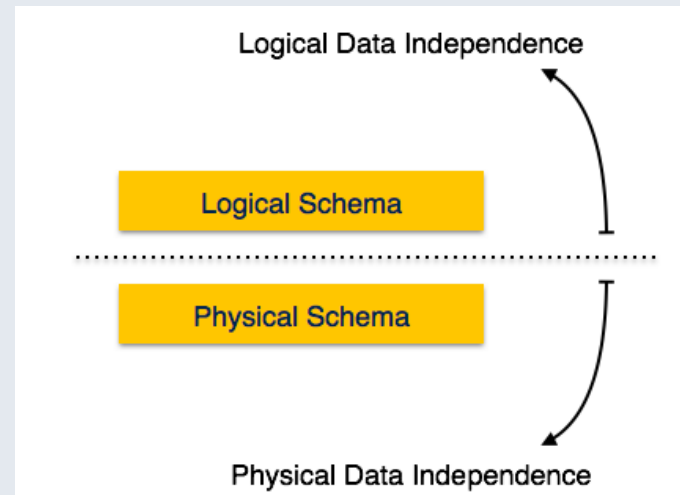 Logical Data Independence
Logical Schema
Physical Schema
Physical Data Independence